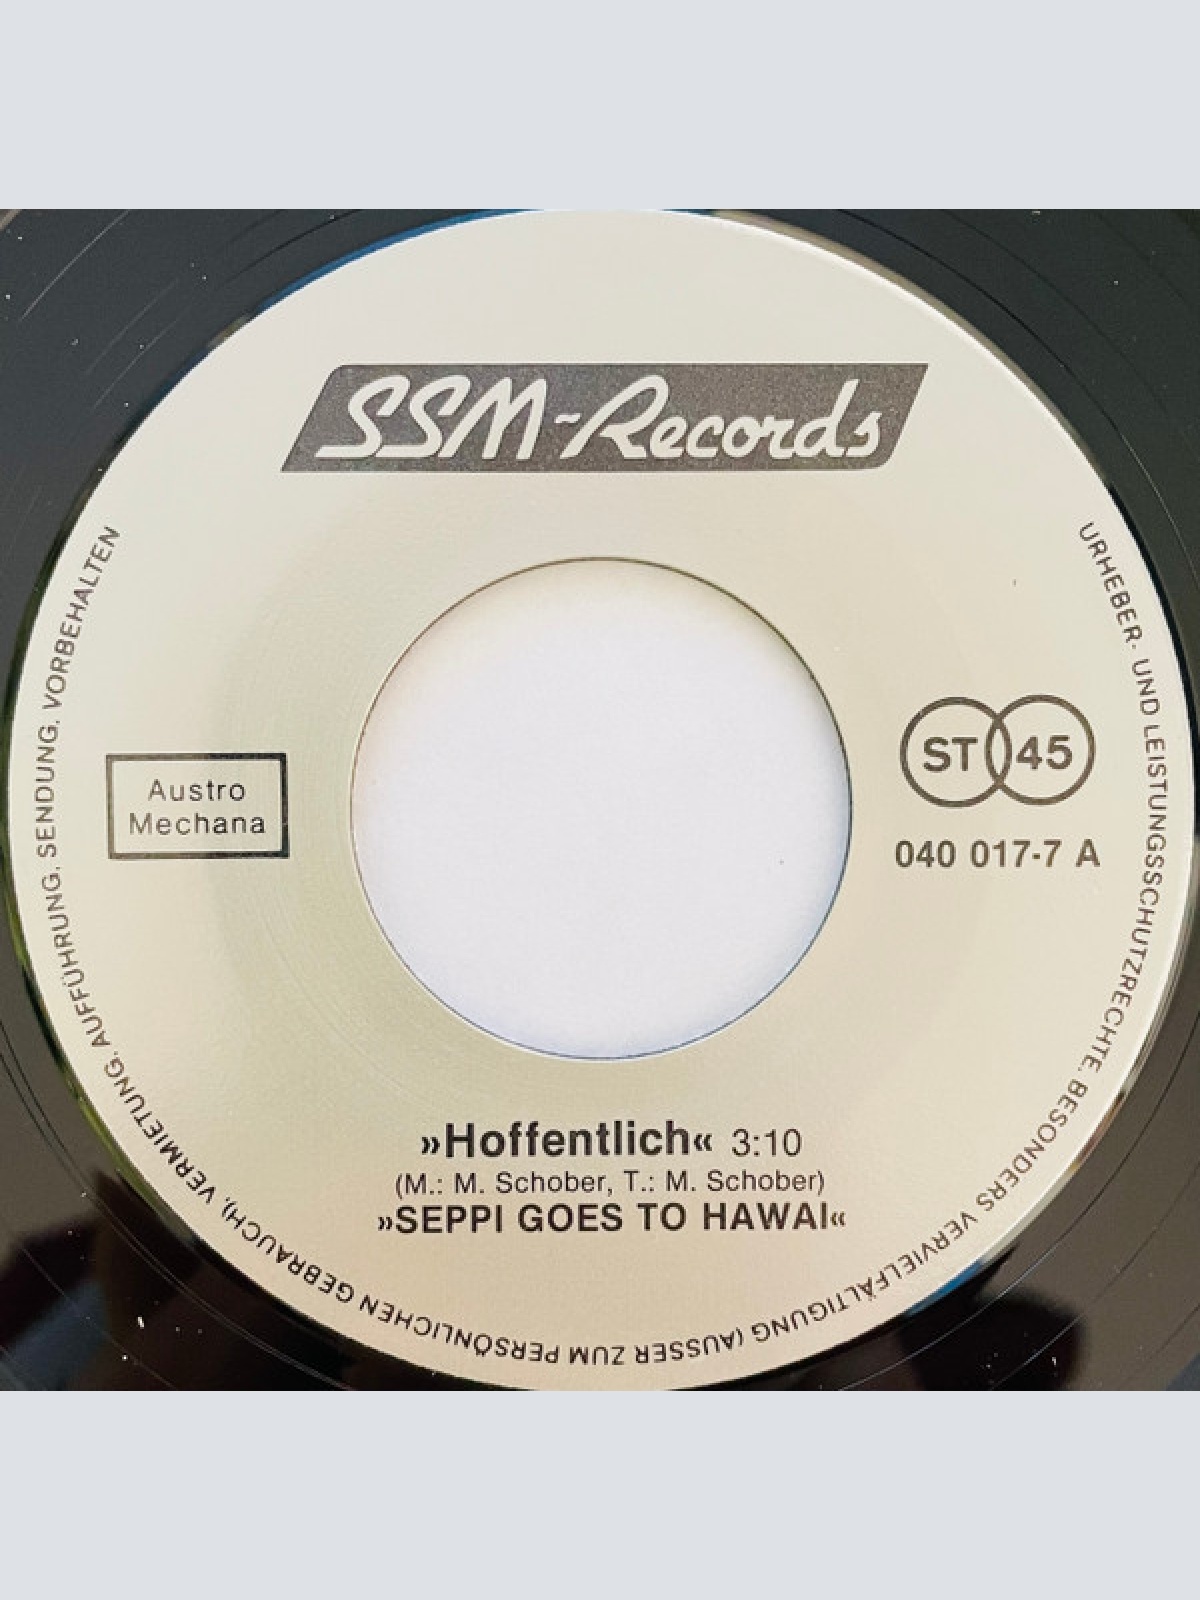 SSM-Records
URHEBER- UND LEISTUNGSSCHUTZRECHTE, BESONDERS VERVIELFÄLTIGUNG (AUSSER ZUM PERSÖNLICHEN GEBRAUCH), VERMIETUNG, AUFFÜHRUNG, SENDUNG, VORBEHALTEN
Austro
Mechana
ST 45
040 017-7 A
»Hoffentlich« 3:10
(M.: M. Schober, T.: M. Schober)
»SEPPI GOES TO HAWAI«